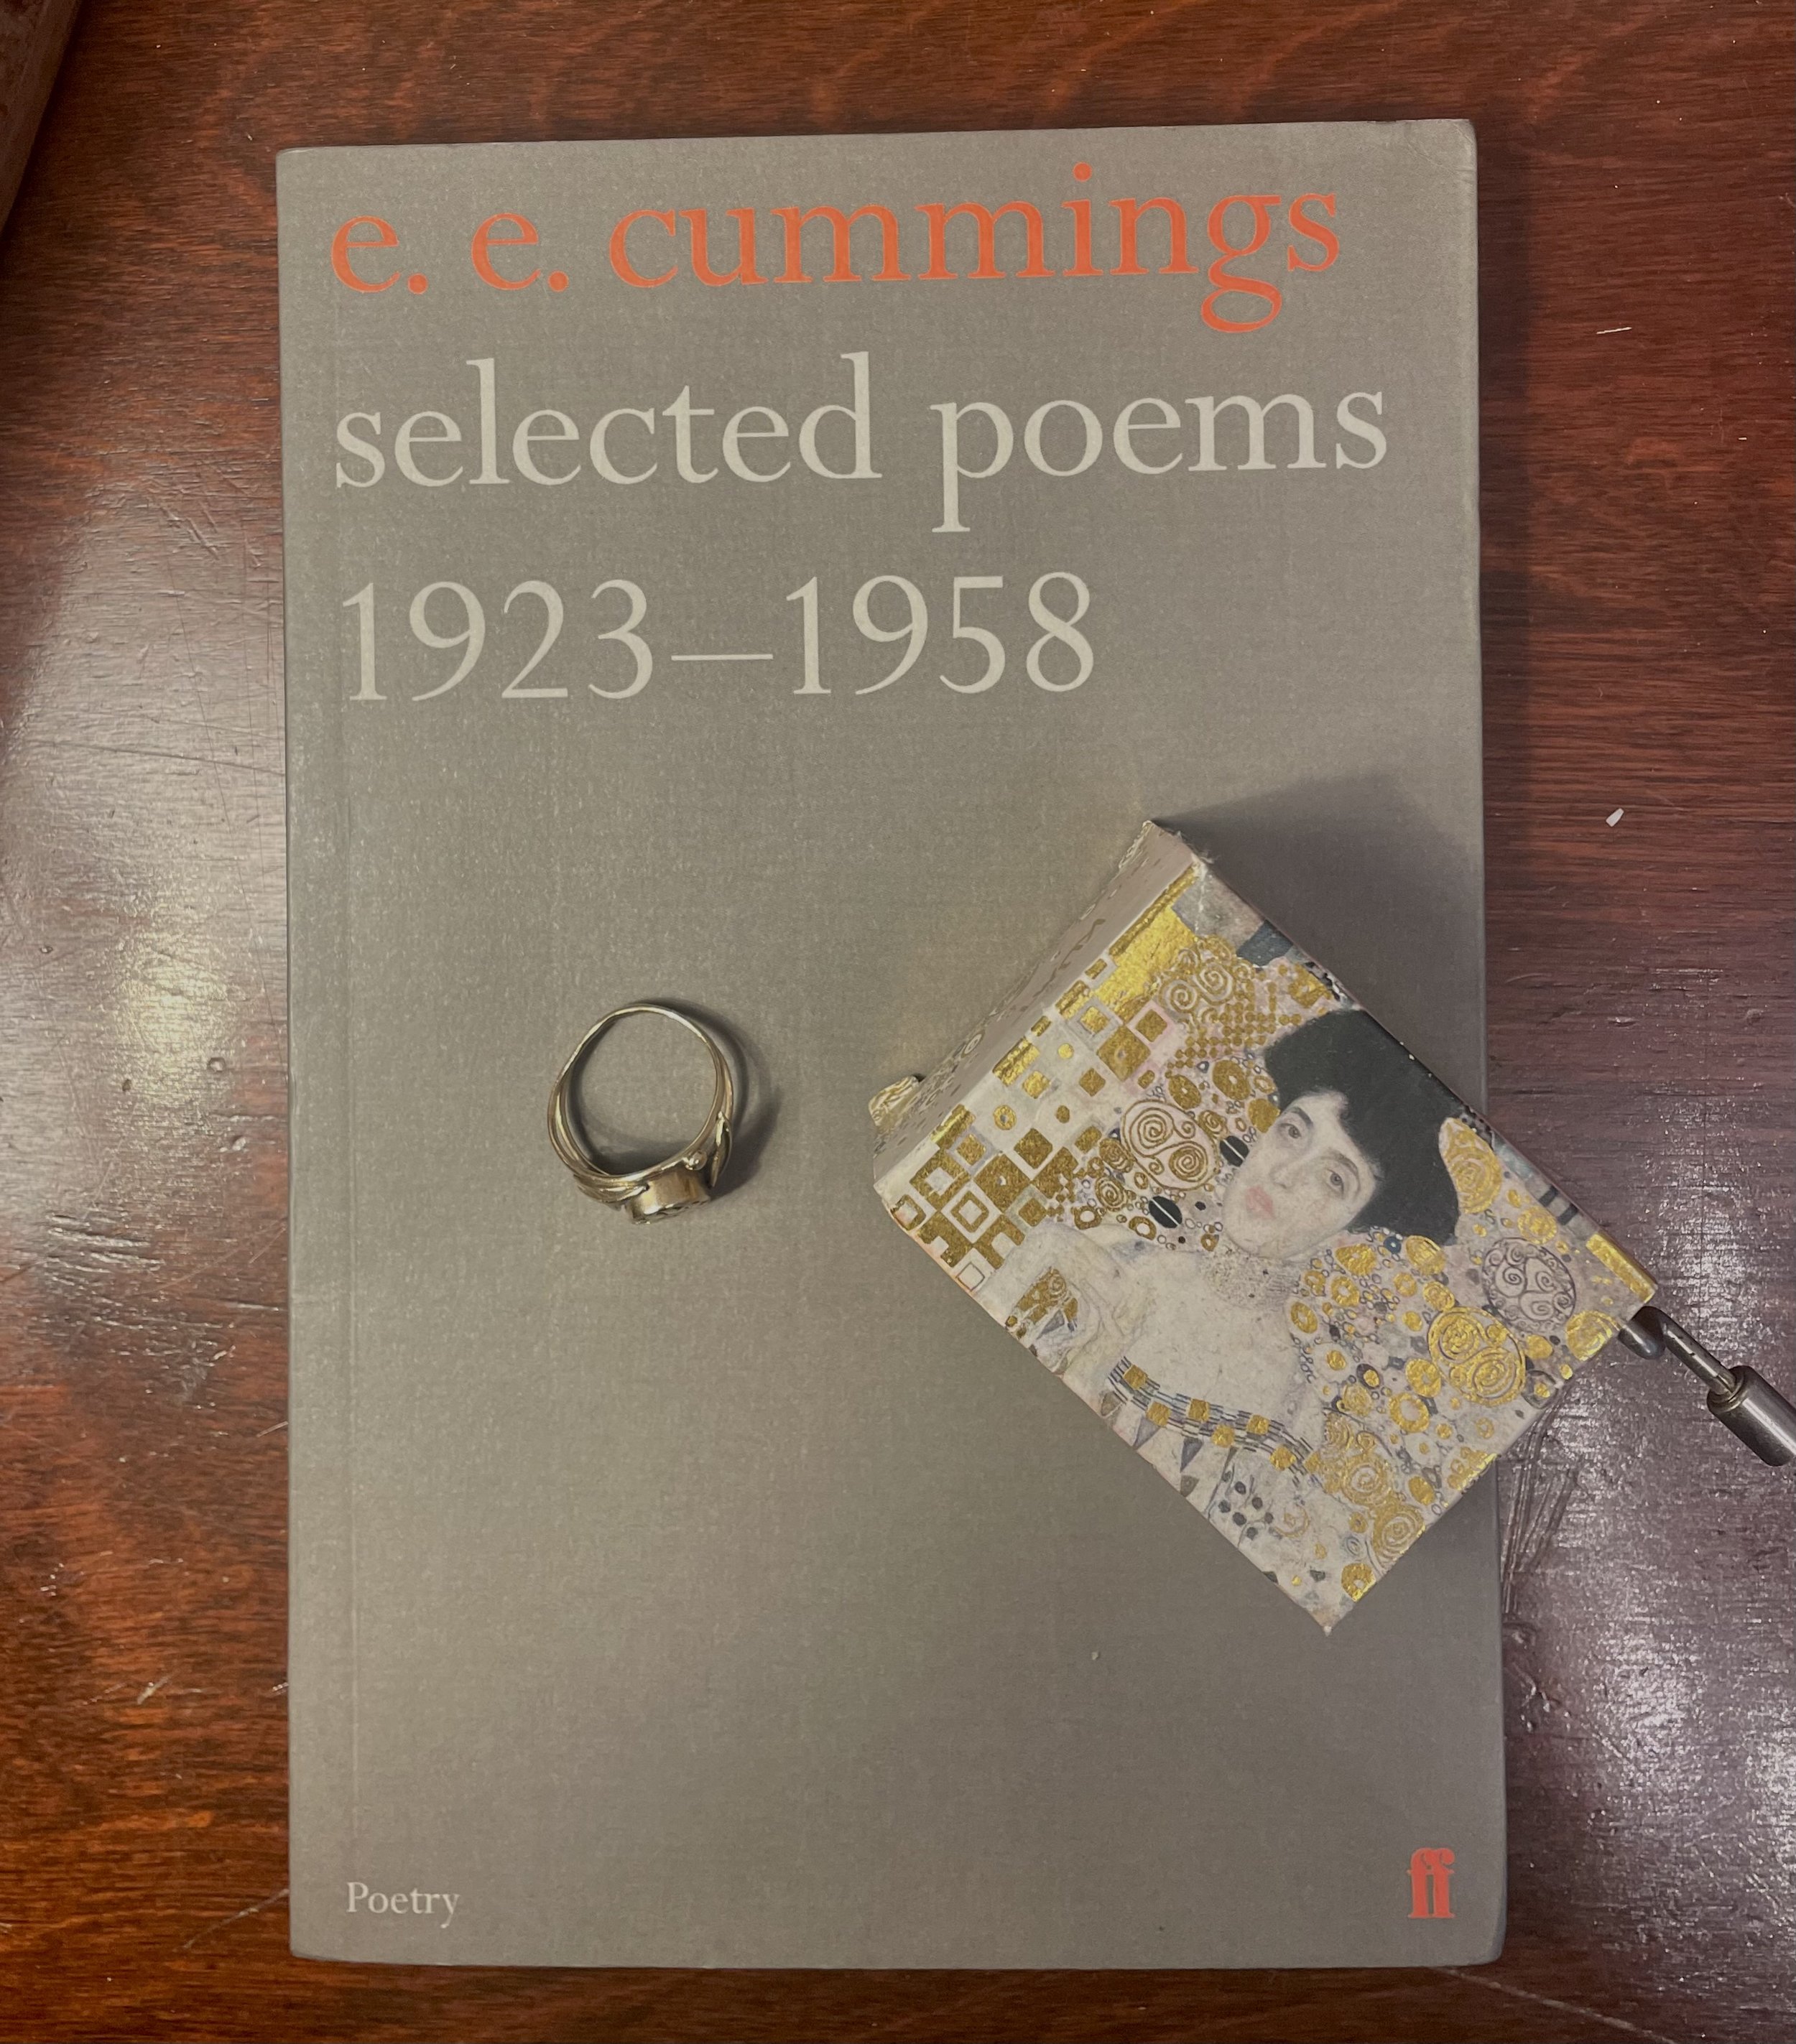 e. e. cummings
selected poems
1923—1958
Poetry
ff